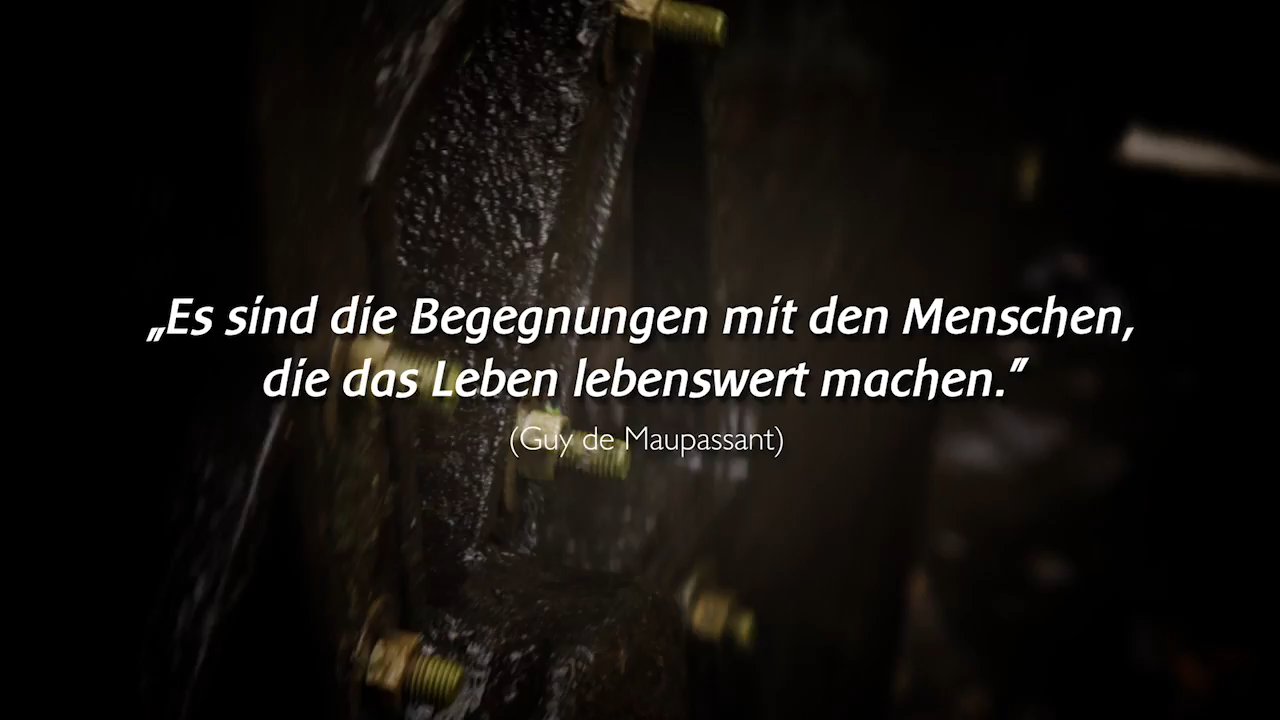 „Es sind die Begegnungen mit den Menschen,
die das Leben lebenswert machen.”
(Guy de Maupassant)